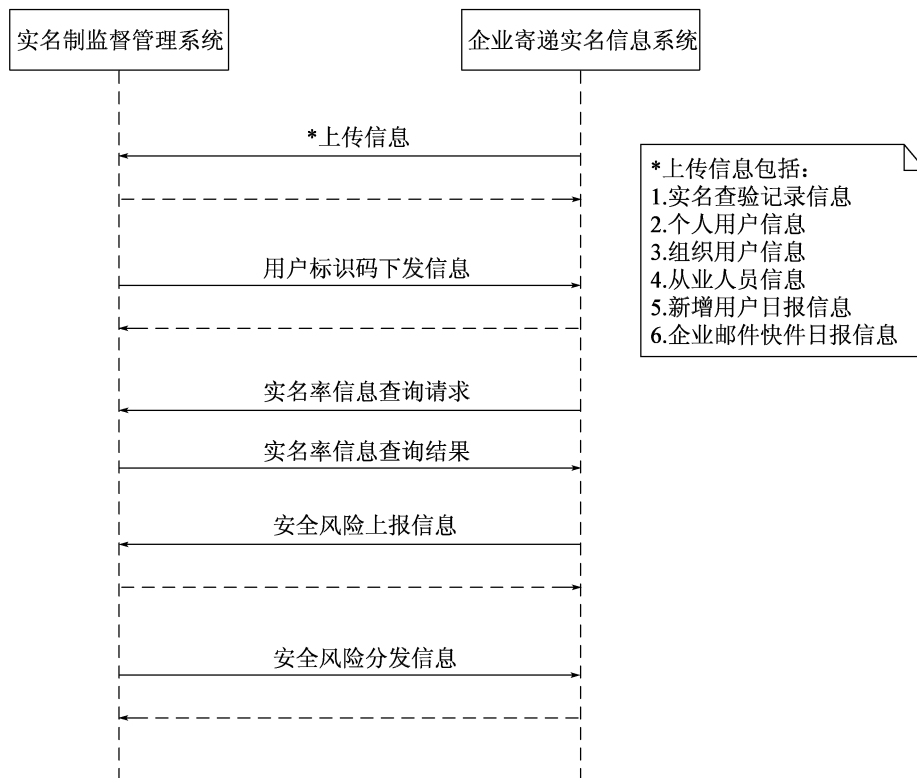 实名制监督管理系统
企业寄递实名信息系统
*上传信息
*上传信息包括：
1.实名查验记录信息
2.个人用户信息
3.组织用户信息
4.从业人员信息
5.新增用户日报信息
6.企业邮件快件日报信息
用户标识码下发信息
实名率信息查询请求
实名率信息查询结果
安全风险上报信息
安全风险分发信息